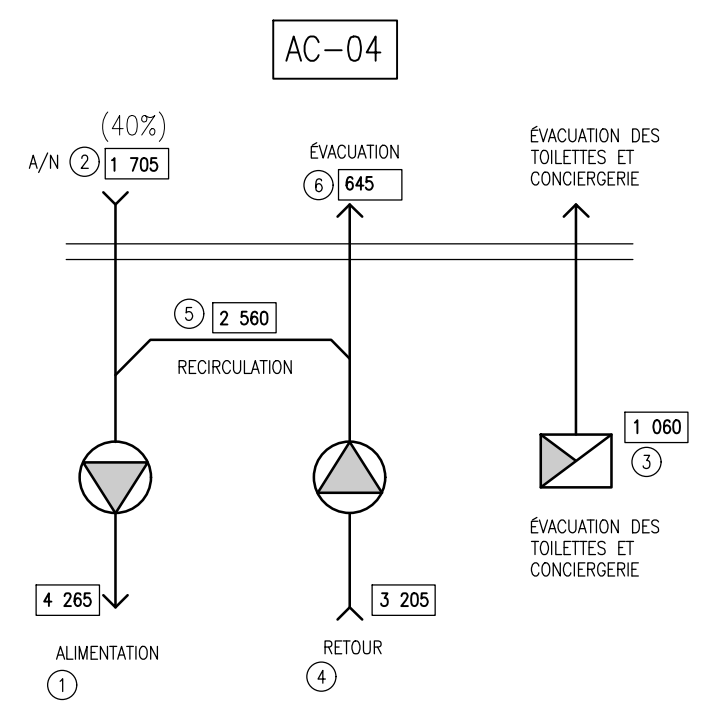 AC-04
(40%)
A/N 2 1 705
ÉVACUATION
6 645
ÉVACUATION DES
TOILETTES ET
CONCIERGERIE
5 2 560
RECIRCULATION
1 060
3
ÉVACUATION DES
TOILETTES ET
CONCIERGERIE
4 265
ALIMENTATION
1
3 205
RETOUR
4